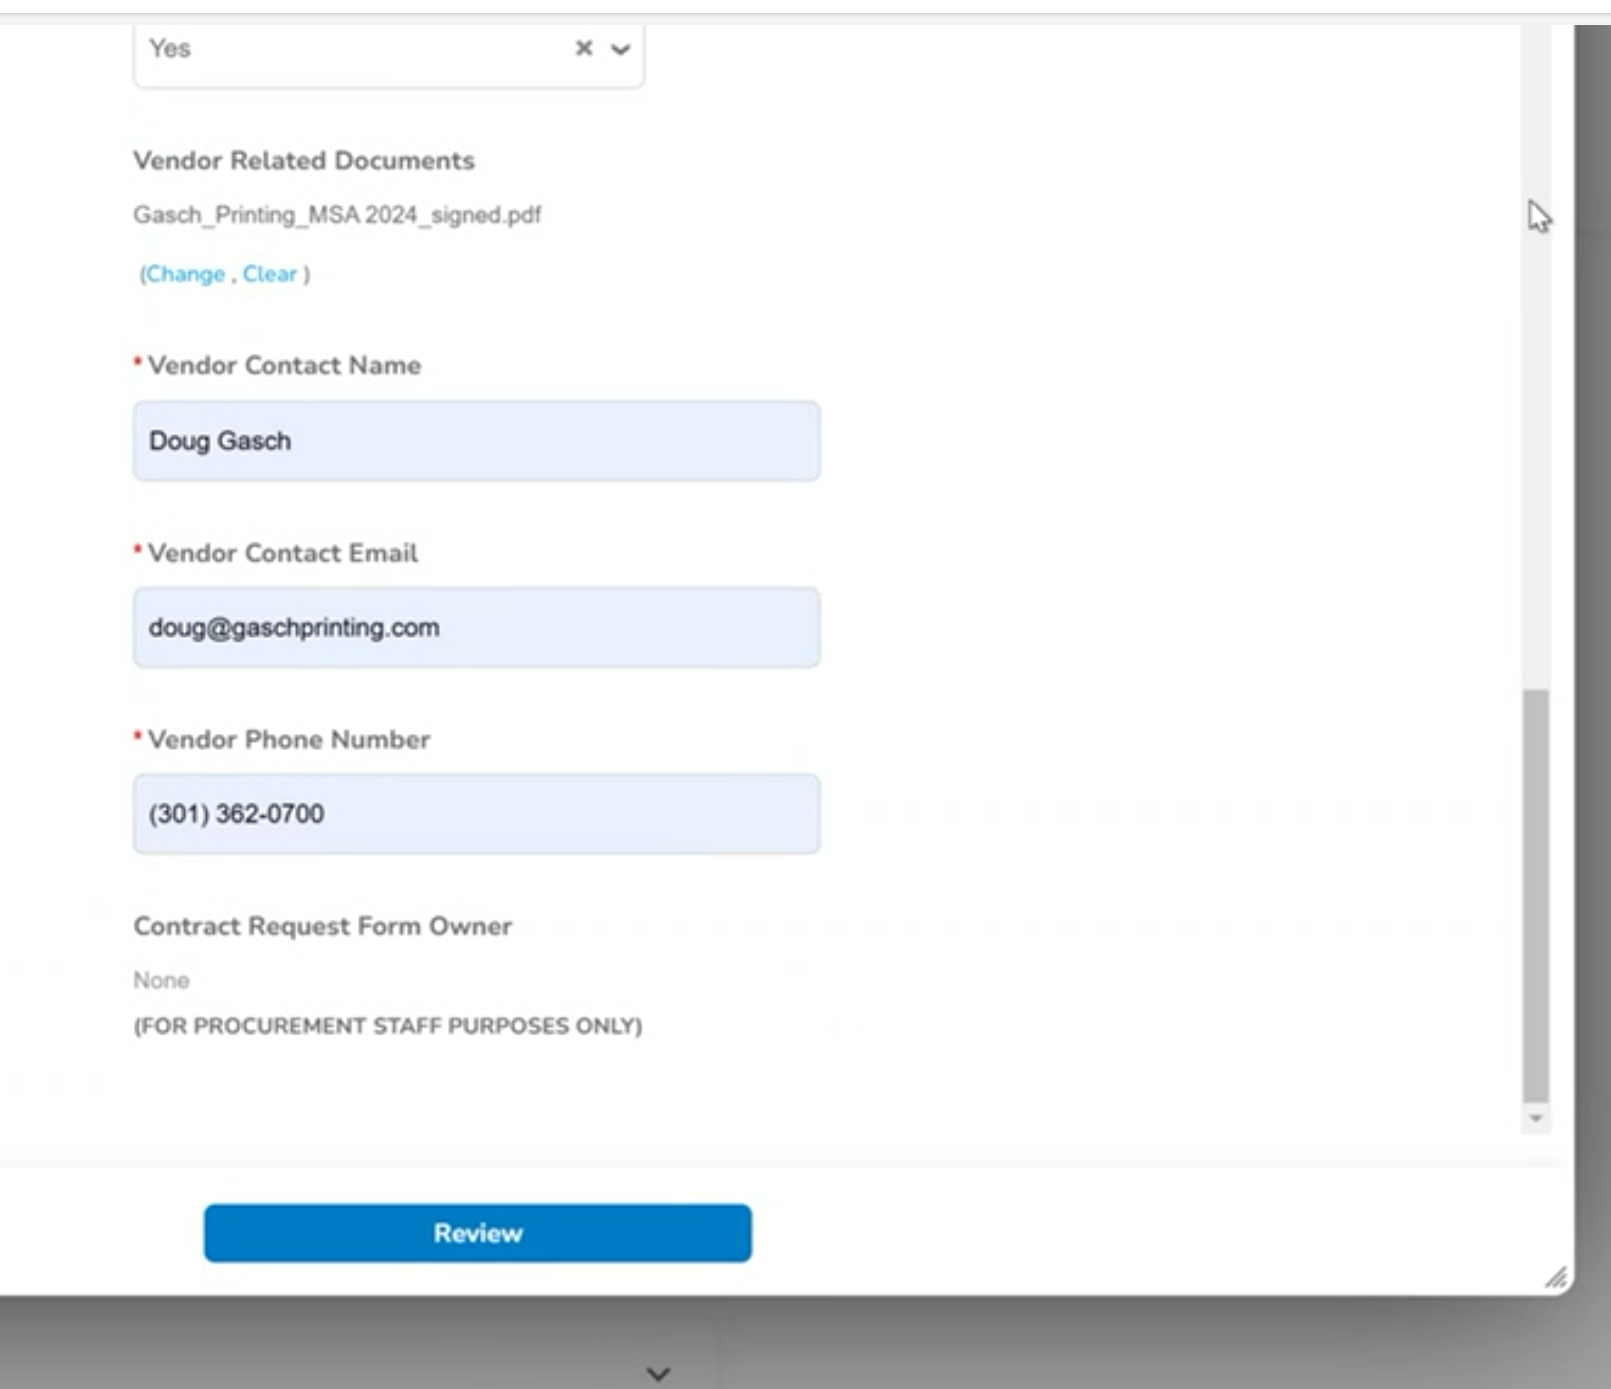 Yes
Vendor Related Documents
Gasch_Printing_MSA 2024_signed.pdf
(Change , Clear )
* Vendor Contact Name
Doug Gasch
* Vendor Contact Email
doug@gaschprinting.com
* Vendor Phone Number
(301) 362-0700
Contract Request Form Owner
None
(FOR PROCUREMENT STAFF PURPOSES ONLY)
Review